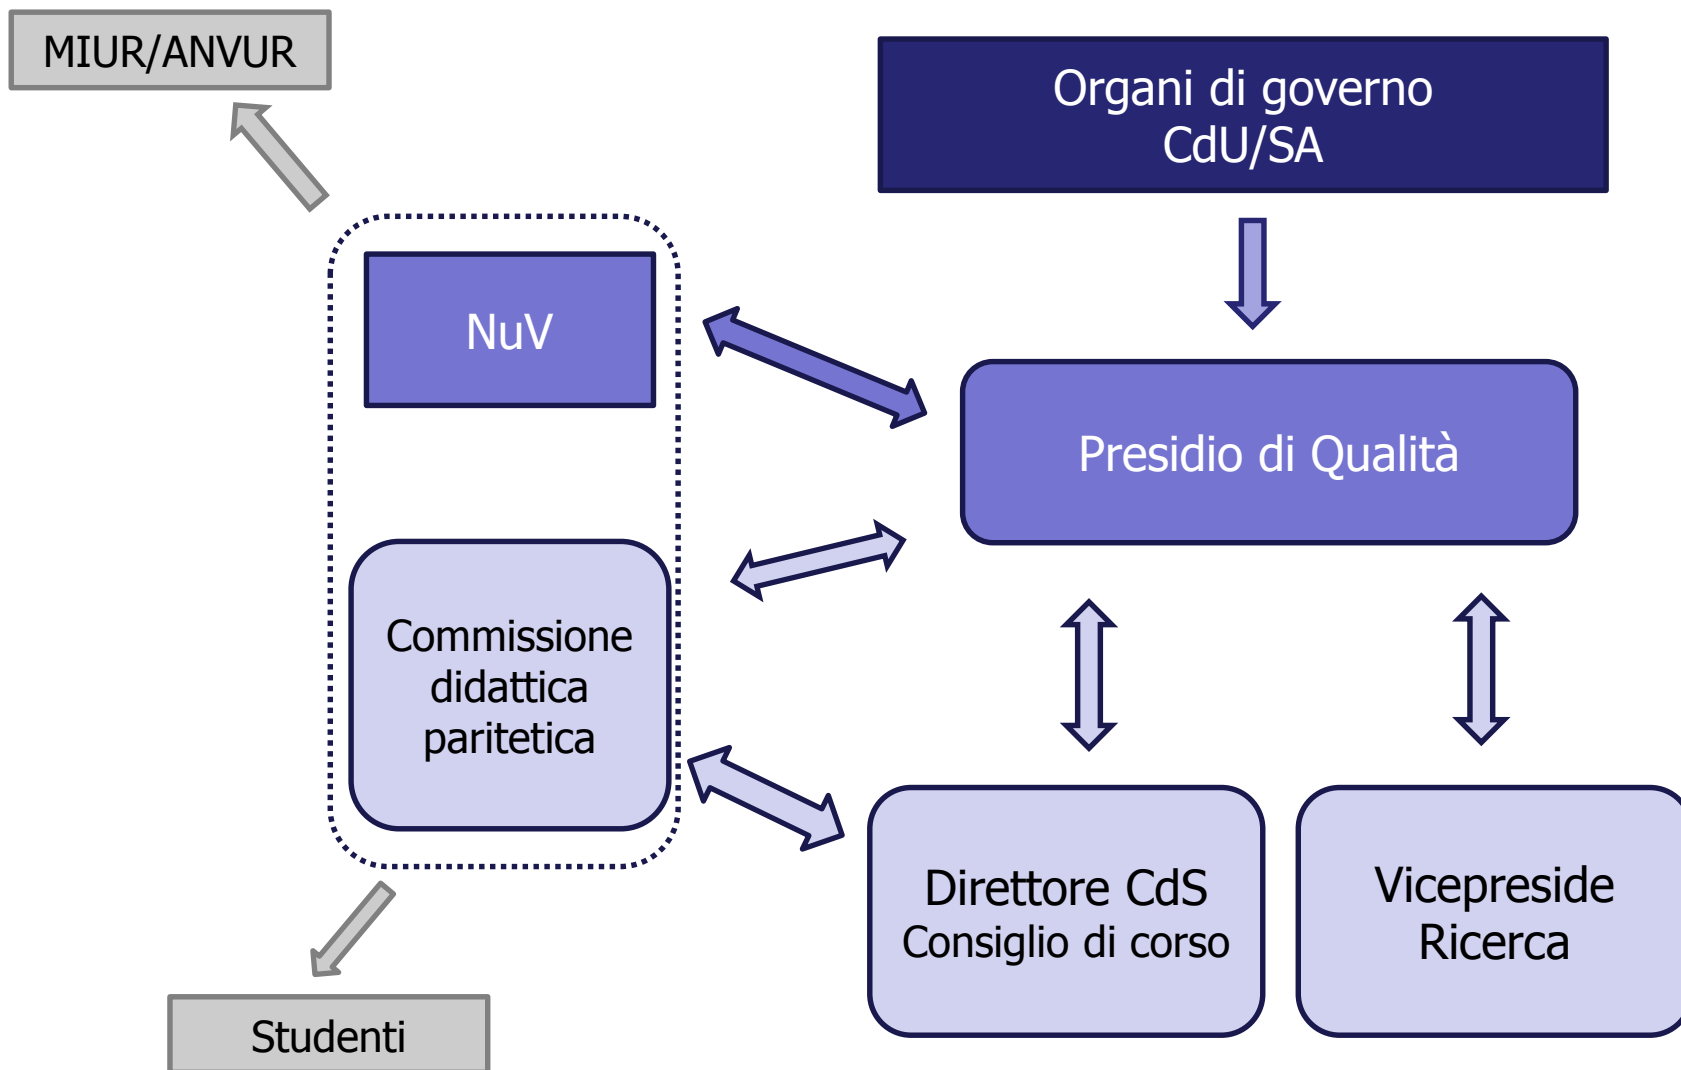 MIUR/ANVUR
Organi di governo
CdU/SA
NuV
Presidio di Qualità
Commissione
didattica
paritetica
Direttore CdS
Consiglio di corso
Vicepreside
Ricerca
Studenti